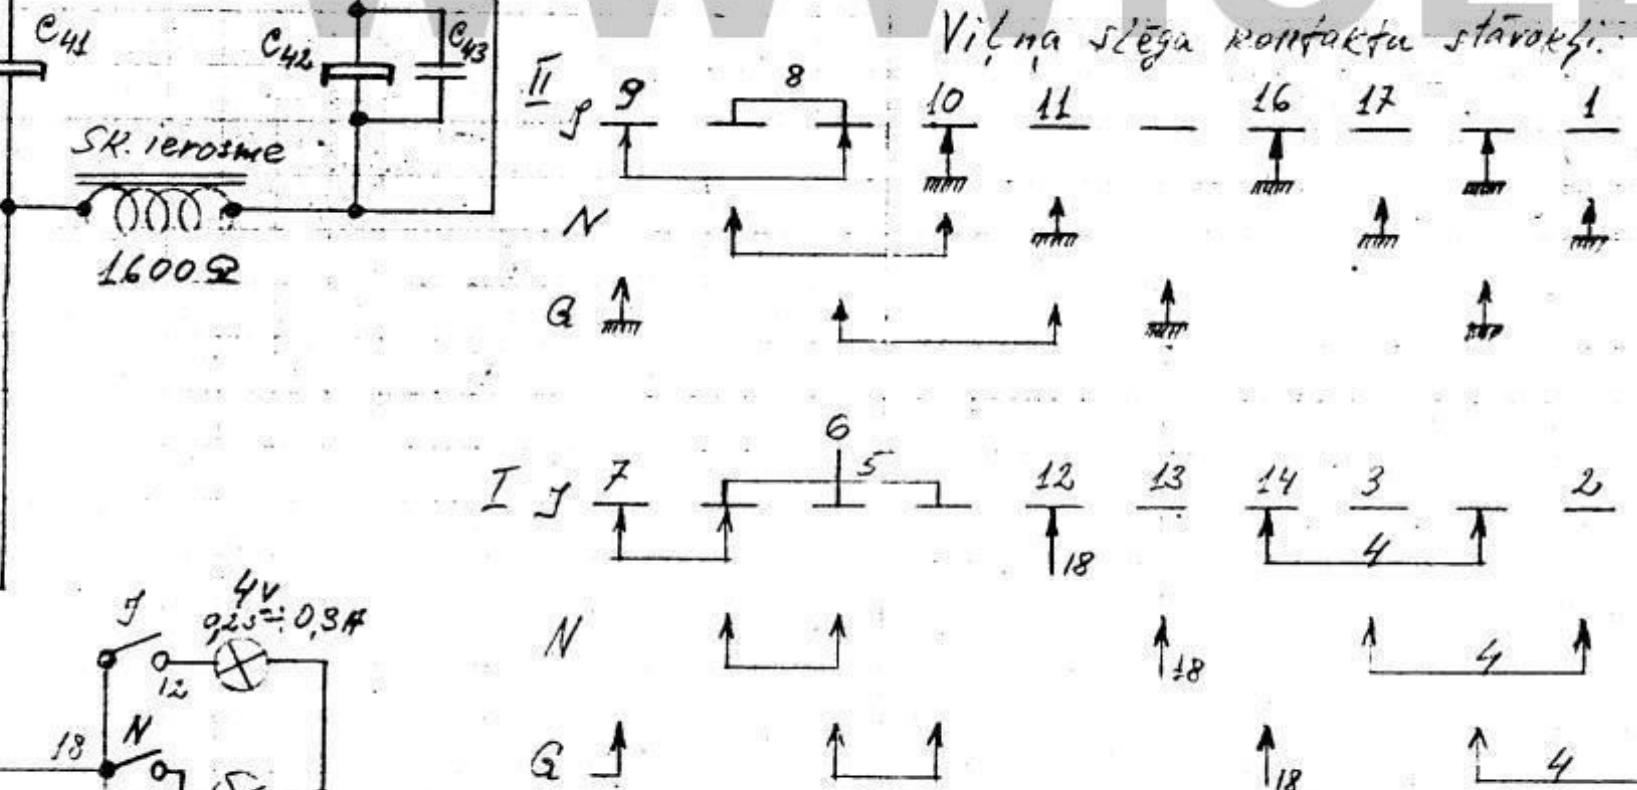 Viļņa slēga kontaktu stāvokļi:
C41 C42 C43
II J 9 8 10 11 16 17 1
SK. ierosme
1600 Ω
N
G
6
I J 7 5 12 13 14 3 2
18 4
J 4V
0,25÷0,3A
12
N 18 4
18 N
G 18 4